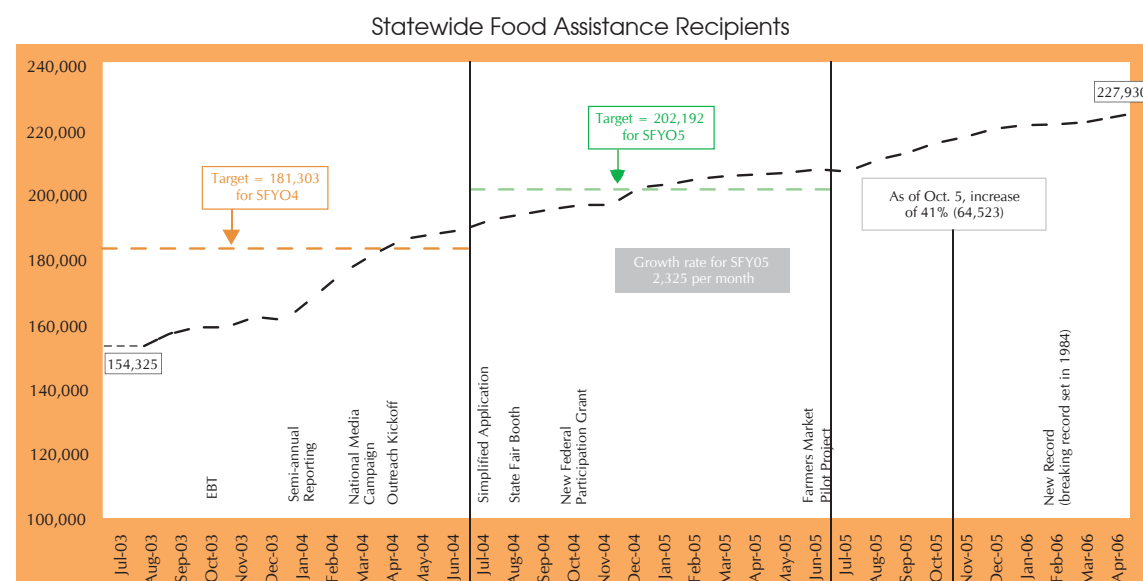 Statewide Food Assistance Recipients
240,000
220,000
200,000
180,000
160,000
140,000
120,000
100,000
227,930
Target = 202,192
for SFYO5
Target = 181,303
for SFYO4
As of Oct. 5, increase
of 41% (64,523)
Growth rate for SFY05
2,325 per month
154,325
EBT
Semi-annual
Reporting
National Media
Campaign
Outreach Kickoff
Simplified Application
State Fair Booth
New Federal
Participation Grant
Farmers Market
Pilot Project
New Record
(breaking record set in 1984)
Jul-03
Aug-03
Sep-03
Oct-03
Nov-03
Dec-03
Jan-04
Feb-04
Mar-04
Apr-04
May-04
Jun-04
Jul-04
Aug-04
Sep-04
Oct-04
Nov-04
Dec-04
Jan-05
Feb-05
Mar-05
Apr-05
May-05
Jun-05
Jul-05
Aug-05
Sep-05
Oct-05
Nov-05
Dec-05
Jan-06
Feb-06
Mar-06
Apr-06